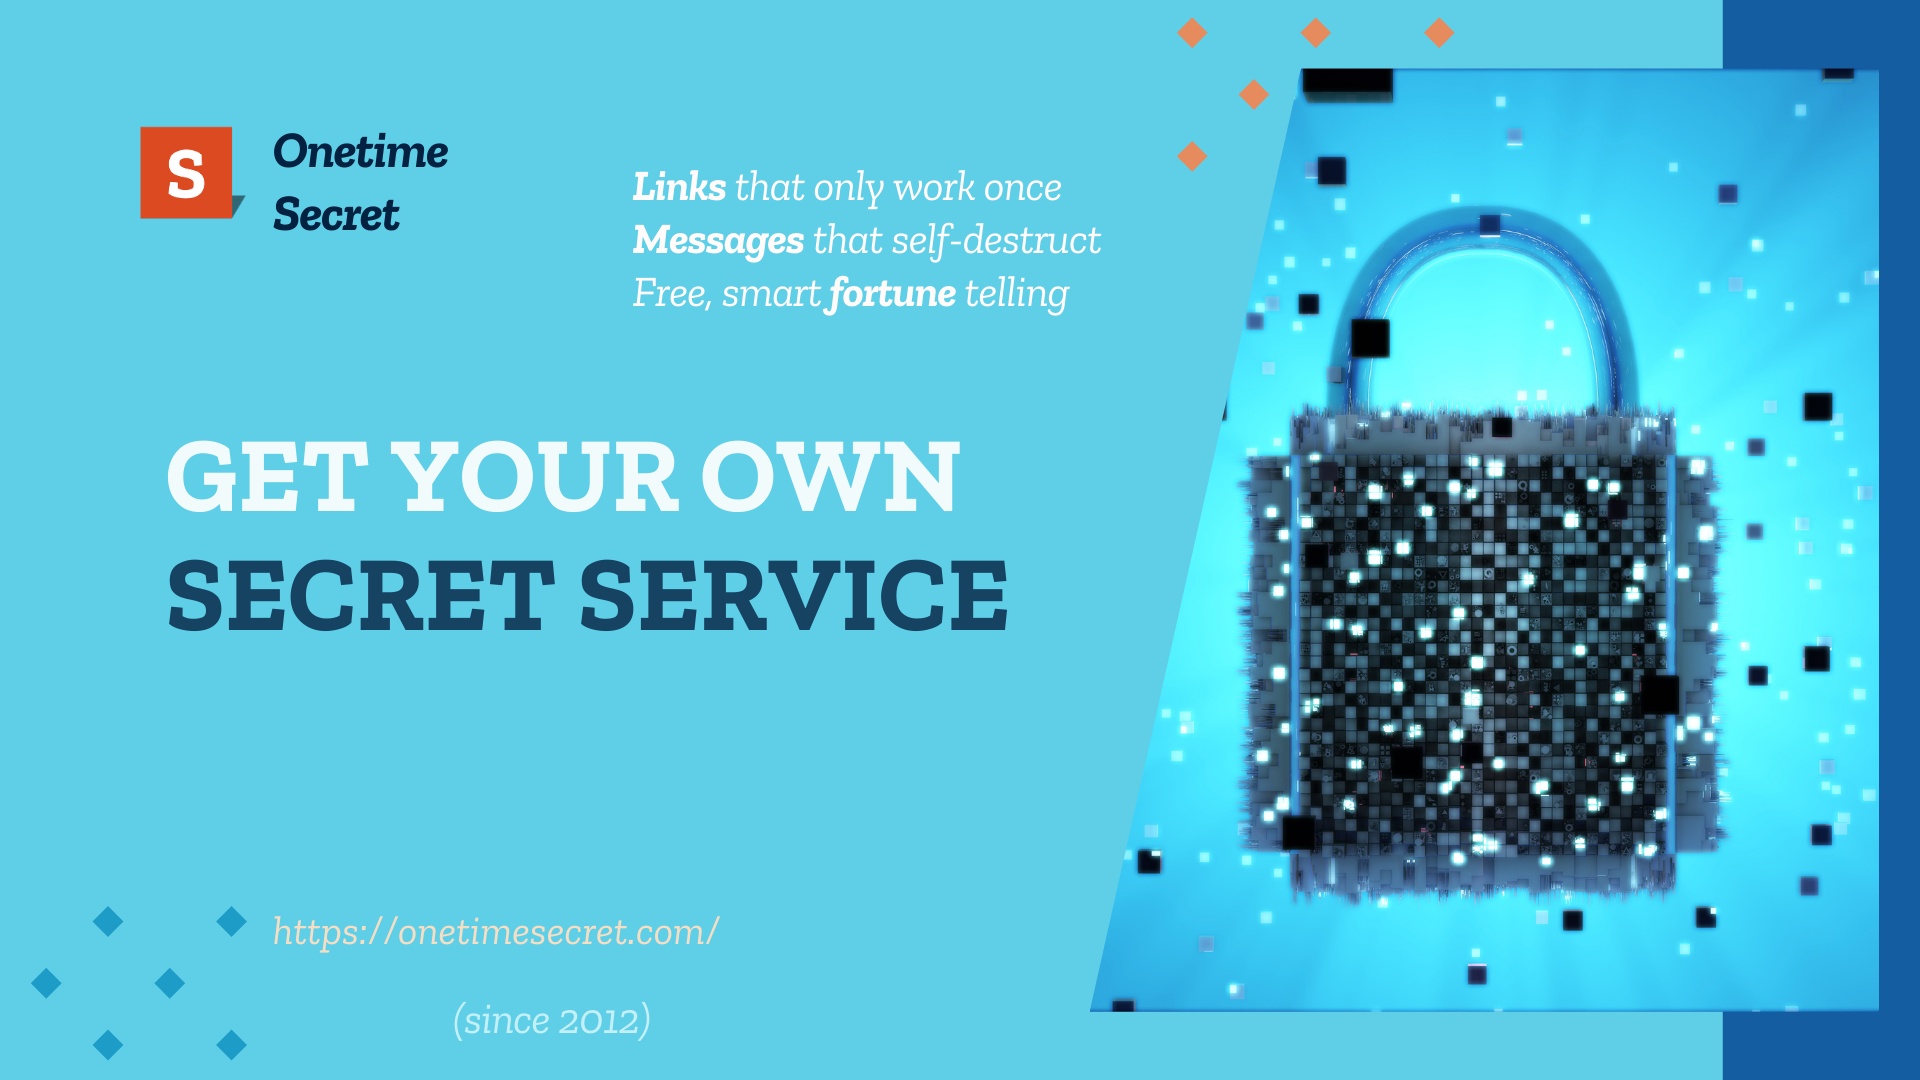 S
Onetime
Secret
Links that only work once
Messages that self-destruct
Free, smart fortune telling
GET YOUR OWN
SECRET SERVICE
https://onetimesecret.com/
(since 2012)